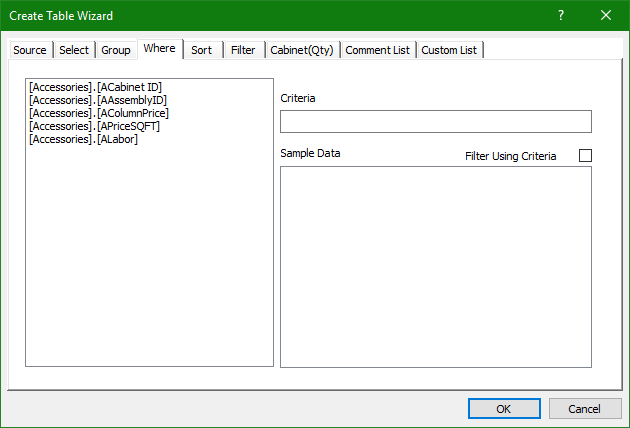 Create Table Wizard
?
Source Select Group Where Sort Filter Cabinet(Qty) Comment List Custom List
[Accessories].[ACabinet ID]
[Accessories].[AAssemblyID]
[Accessories].[AColumnPrice]
[Accessories].[APriceSQFT]
[Accessories].[ALabor]
Criteria
Sample Data
Filter Using Criteria
OK
Cancel